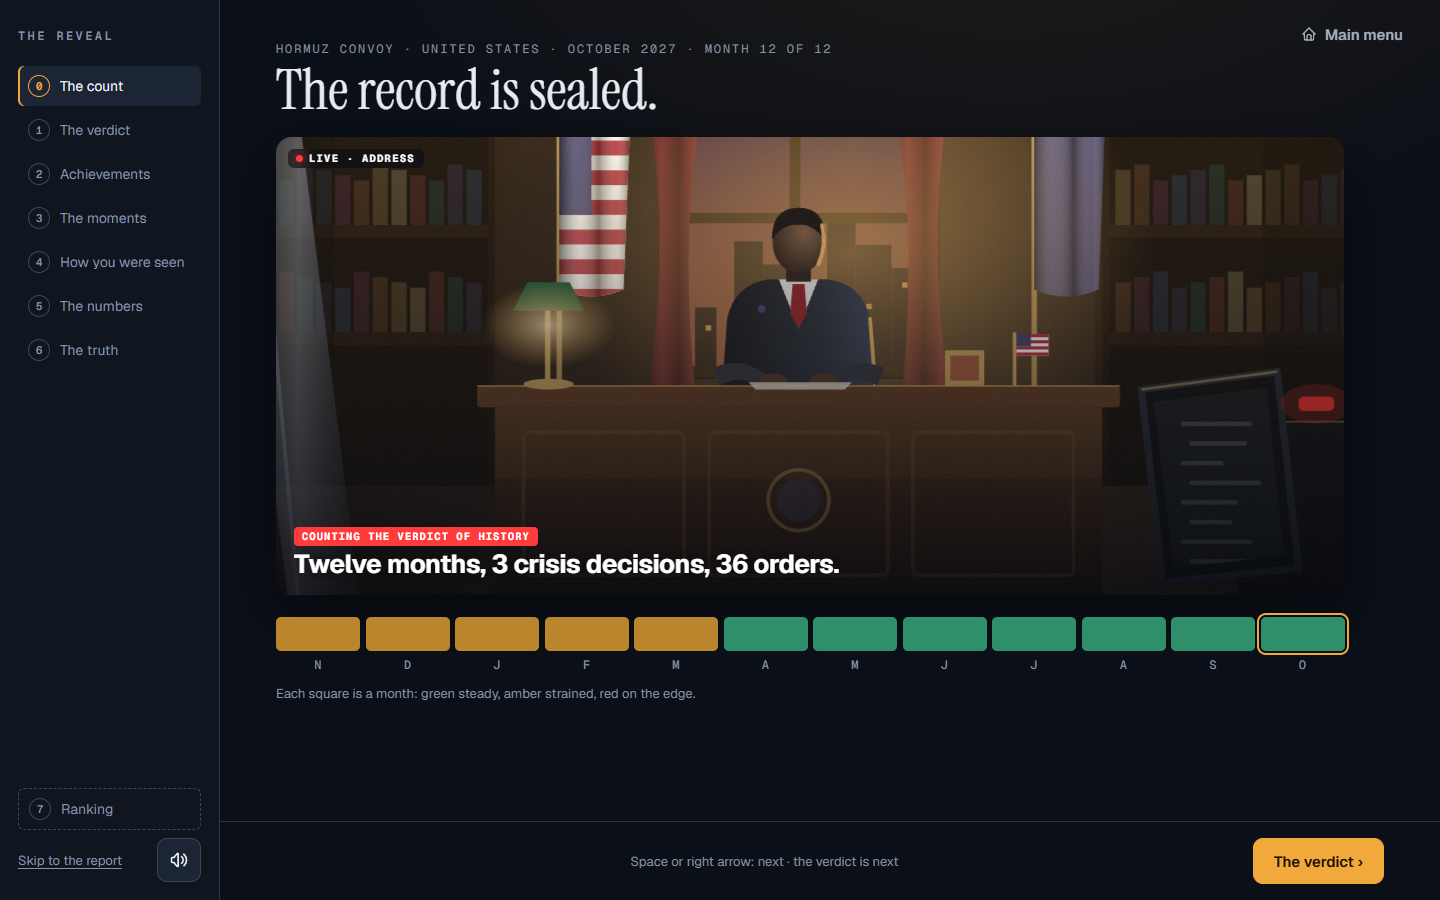 THE REVEAL
0 The count
1 The verdict
2 Achievements
3 The moments
4 How you were seen
5 The numbers
6 The truth
7 Ranking
Skip to the report
Main menu
HORMUZ CONVOY · UNITED STATES · OCTOBER 2027 · MONTH 12 OF 12
The record is sealed.
LIVE · ADDRESS
COUNTING THE VERDICT OF HISTORY
Twelve months, 3 crisis decisions, 36 orders.
N D J F M A M J J A S O
Each square is a month: green steady, amber strained, red on the edge.
Space or right arrow: next · the verdict is next
The verdict ›